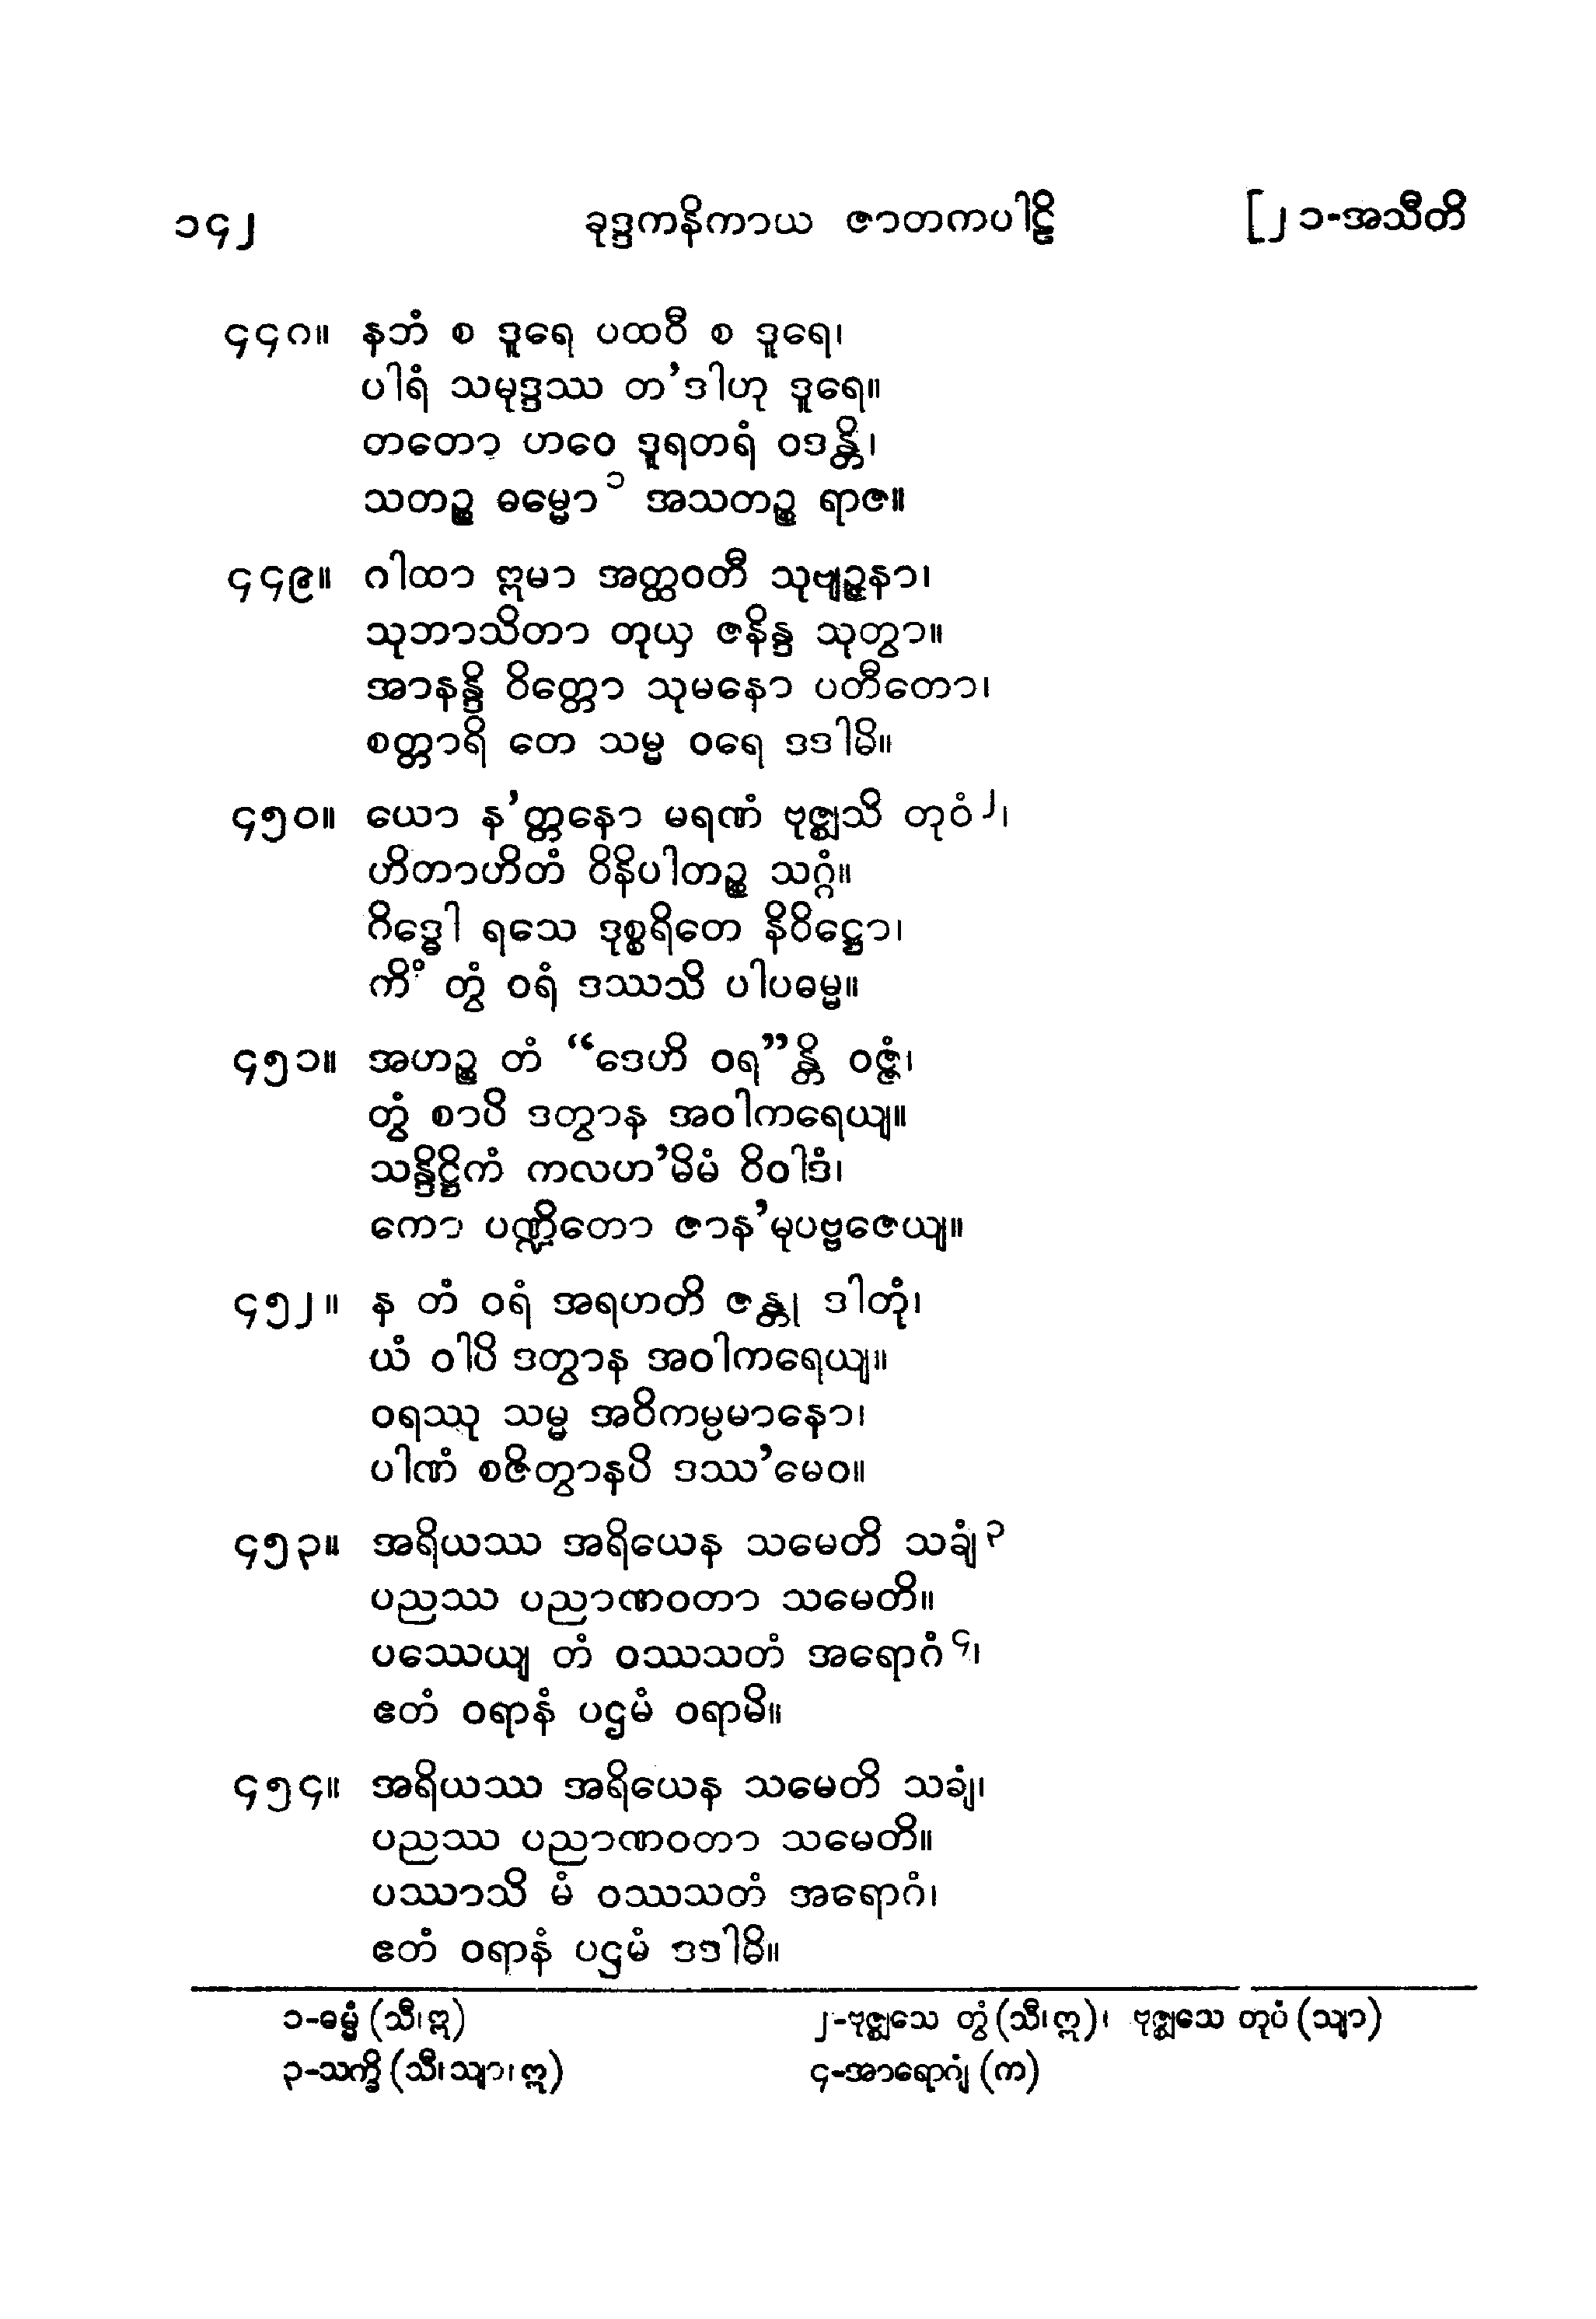 ၁၄၂ ခုဒ္ဒကနိကာယ ဇာတကပါဠိ [၂၁-အသီတိ
၄၄၈။ နဘံ စ ဒူရေ ပထဝီ စ ဒူရေ၊
ပါရံ သမုဒ္ဒဿ တ’ဒါဟု ဒူရေ။
တတော ဟဝေ ဒူရတရံ ဝဒန္တိ၊
သတဉ္စ ဓမ္မော၁ အသတဉ္စ ရာဇ။
၄၄၉။ ဂါထာ ဣမာ အတ္ထဝတီ သုဗျဉ္ဇနာ၊
သုဘာသိတာ တုယှ ဇနိန္ဒ သုတွာ။
အာနန္ဒိ ဝိတ္တော သုမနော ပတီတော၊
စတ္တာရိ တေ သမ္မ ဝရေ ဒဒါမိ။
၄၅၀။ ယော န’တ္တနော မရဏံ ဗုဇ္ဈသိ တုဝံ၂၊
ဟိတာဟိတံ ဝိနိပါတဉ္စ သဂ္ဂံ။
ဂိဒ္ဓေါ ရသေ ဒုစ္စရိတေ နိဝိဋ္ဌော၊
ကိံ တွံ ဝရံ ဒဿသိ ပါပဓမ္မ။
၄၅၁။ အဟဉ္စ တံ “ဒေဟိ ဝရ”န္တိ ဝဇ္ဇံ၊
တွံ စာပိ ဒတွာန အဝါကရေယျ။
သန္ဒိဋ္ဌိကံ ကလဟ’မိမံ ဝိဝါဒံ၊
ကော ပဏ္ဍိတော ဇာန’မုပဗ္ဗဇေယျ။
၄၅၂။ န တံ ဝရံ အရဟတိ ဇန္တု ဒါတုံ၊
ယံ ဝါပိ ဒတွာန အဝါကရေယျ။
ဝရဿု သမ္မ အဝိကမ္ပမာနော၊
ပါဏံ စဇိတွာနပိ ဒဿ’မေဝ။
၄၅၃။ အရိယဿ အရိယေန သမေတိ သချံ၃
ပညဿ ပညာဏဝတာ သမေတိ။
ပဿေယျ တံ ဝဿသတံ အရောဂံ၄၊
ဧတံ ဝရာနံ ပဌမံ ဝရာမိ။
၄၅၄။ အရိယဿ အရိယေန သမေတိ သချံ၊
ပညဿ ပညာဏဝတာ သမေတိ။
ပဿာသိ မံ ဝဿသတံ အရောဂံ၊
ဧတံ ဝရာနံ ပဌမံ ဒဒါမိ။
၁-ဓမ္မံ (သီ၊ဣ) ၂-ဗုဇ္ဈသေ တွံ (သီ၊ဣ)၊ ဗုဇ္ဈသေ တုဝံ (သျာ)
၃-သက္ခိ (သီ၊သျာ၊ဣ) ၄-အာရောဂျံ (က)